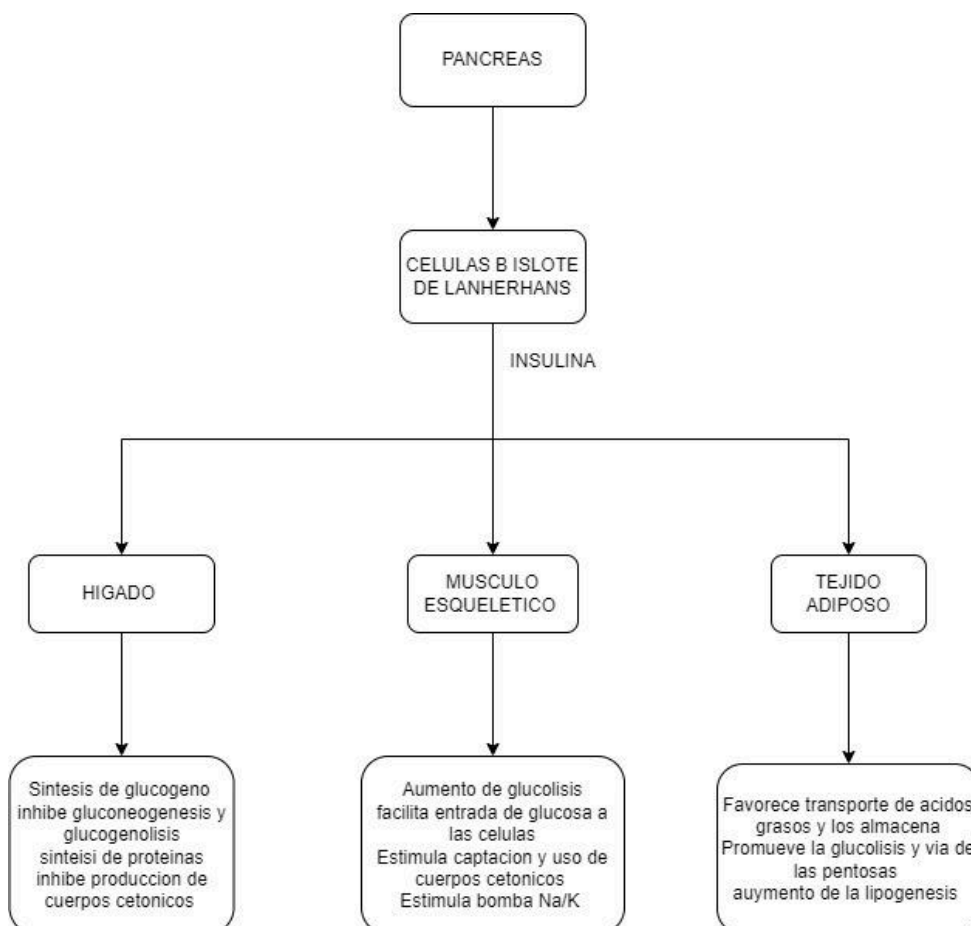 PANCREAS
CELULAS B ISLOTE
DE LANHERHANS
INSULINA
HIGADO
MUSCULO
ESQUELETICO
TEJIDO
ADIPOSO
Sintesis de glucogeno
inhibe gluconeogenesis y
glucogenolisis
sinteisi de proteinas
inhibe produccion de
cuerpos cetonicos
Aumento de glucolisis
facilita entrada de glucosa a
las celulas
Estimula captacion y uso de
cuerpos cetonicos
Estimula bomba Na/K
Favorece transporte de acidos
grasos y los almacena
Promueve la glucolisis y via de
las pentosas
auymento de la lipogenesis